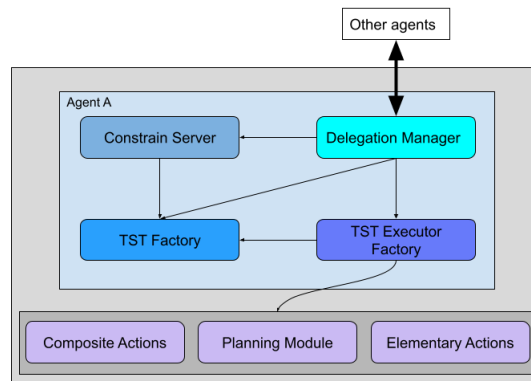 Other agents
Agent A
Constrain Server
Delegation Manager
TST Factory
TST Executor
Factory
Composite Actions
Planning Module
Elementary Actions